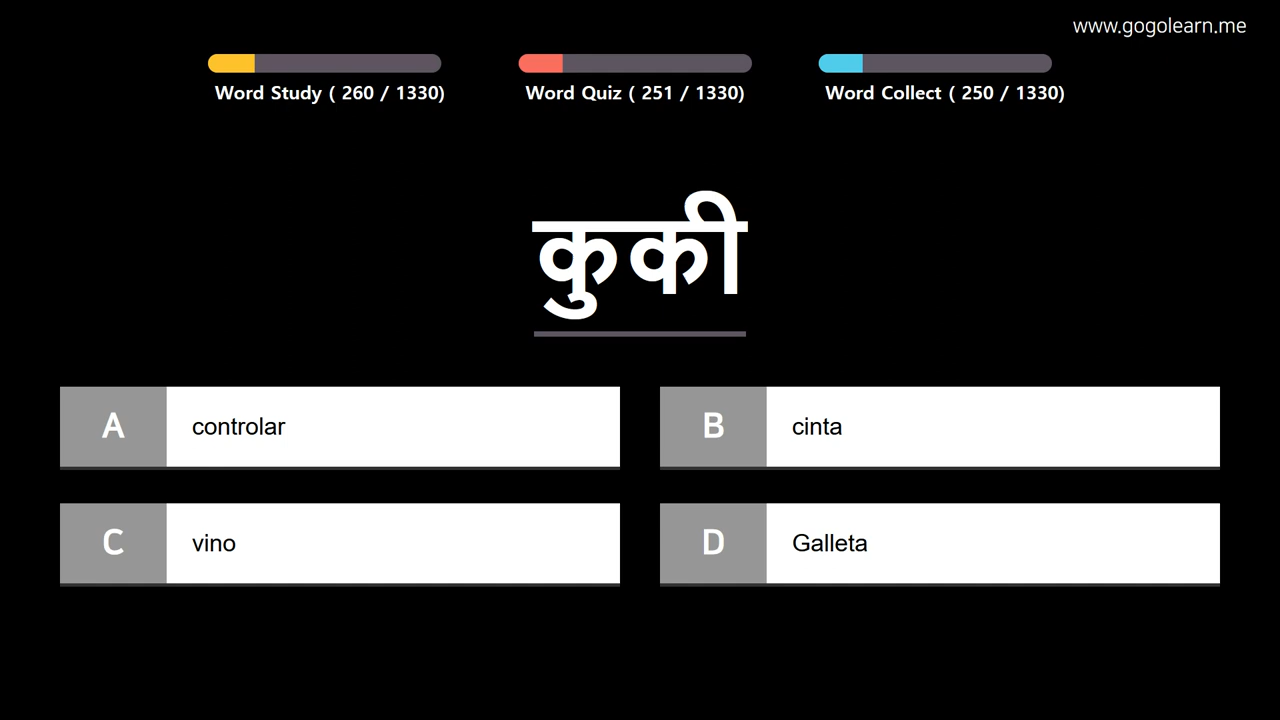 www.gogolearn.me
Word Study ( 260 / 1330)
Word Quiz ( 251 / 1330)
Word Collect ( 250 / 1330)
कुकी
A controlar
B cinta
C vino
D Galleta